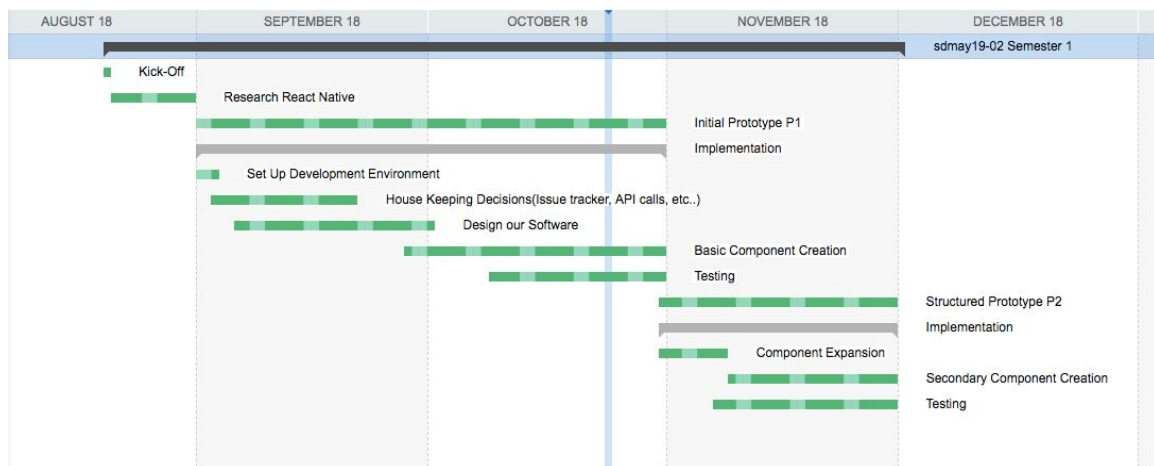 AUGUST 18 SEPTEMBER 18 OCTOBER 18 NOVEMBER 18 DECEMBER 18
sdmay19-02 Semester 1
Kick-Off
Research React Native
Initial Prototype P1
Implementation
Set Up Development Environment
House Keeping Decisions(Issue tracker, API calls, etc..)
Design our Software
Basic Component Creation
Testing
Structured Prototype P2
Implementation
Component Expansion
Secondary Component Creation
Testing